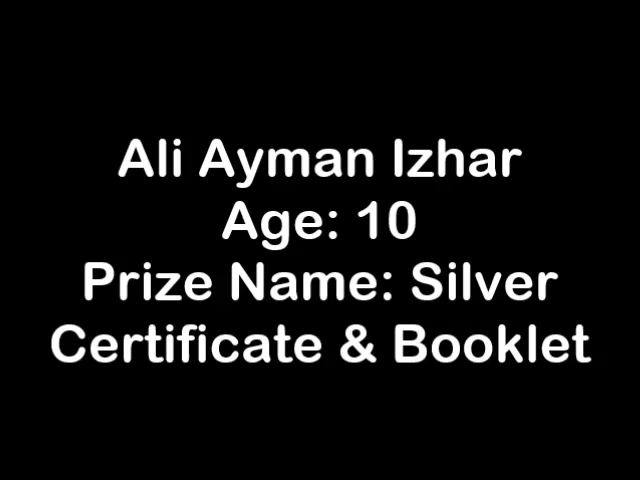 Ali Ayman Izhar
Age: 10
Prize Name: Silver
Certificate & Booklet